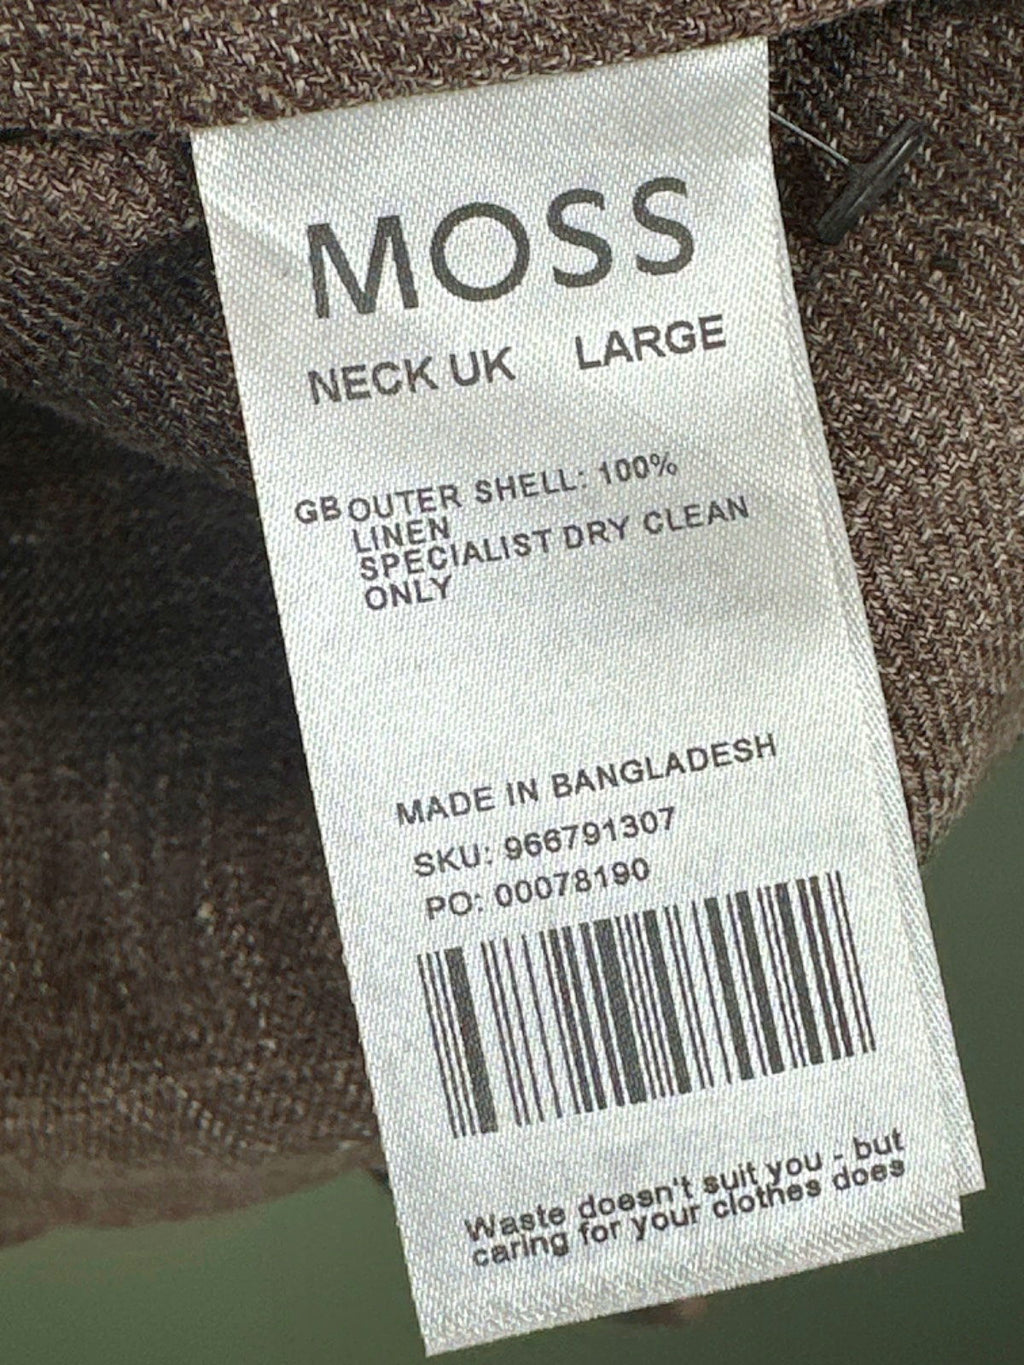 MOSS
NECK UK LARGE
GB OUTER SHELL: 100%
LINEN
SPECIALIST DRY CLEAN
ONLY
MADE IN BANGLADESH
SKU: 966791307
PO: 00078190
Waste doesn't suit you - but
caring for your clothes does